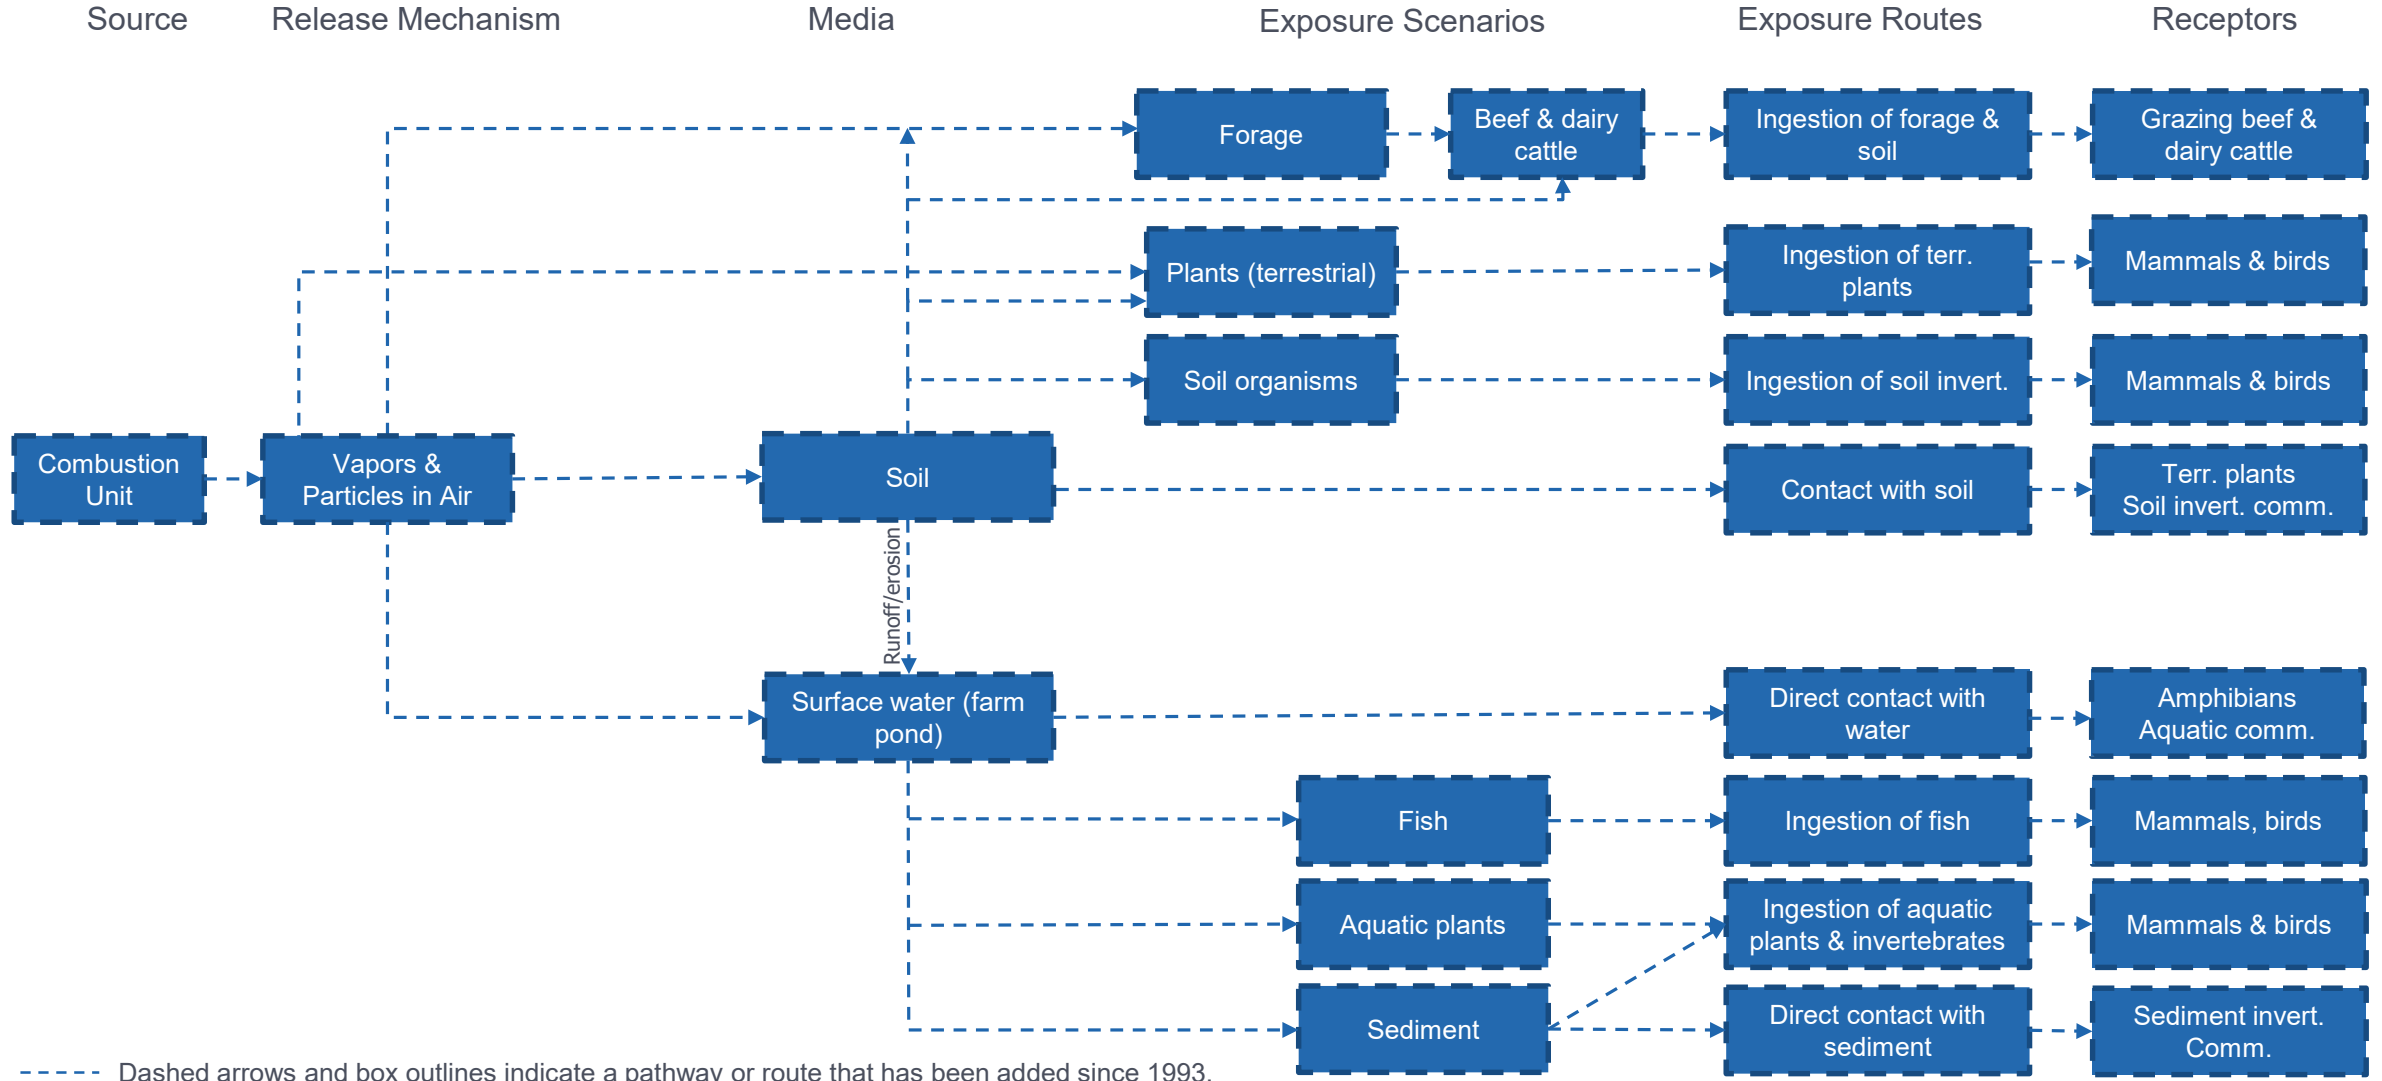 Source
Release Mechanism
Media
Exposure Scenarios
Exposure Routes
Receptors
Forage
Beef & dairy
cattle
Ingestion of forage &
soil
Grazing beef &
dairy cattle
Plants (terrestrial)
Ingestion of terr.
plants
Mammals & birds
Soil organisms
Ingestion of soil invert.
Mammals & birds
Combustion
Unit
Vapors &
Particles in Air
Soil
Contact with soil
Terr. plants
Soil invert. comm.
Runoff/erosion
Surface water (farm
pond)
Direct contact with
water
Amphibians
Aquatic comm.
Fish
Ingestion of fish
Mammals, birds
Aquatic plants
Ingestion of aquatic
plants & invertebrates
Mammals & birds
Sediment
Direct contact with
sediment
Sediment invert.
Comm.
Dashed arrows and box outlines indicate a pathway or route that has been added since 1993.